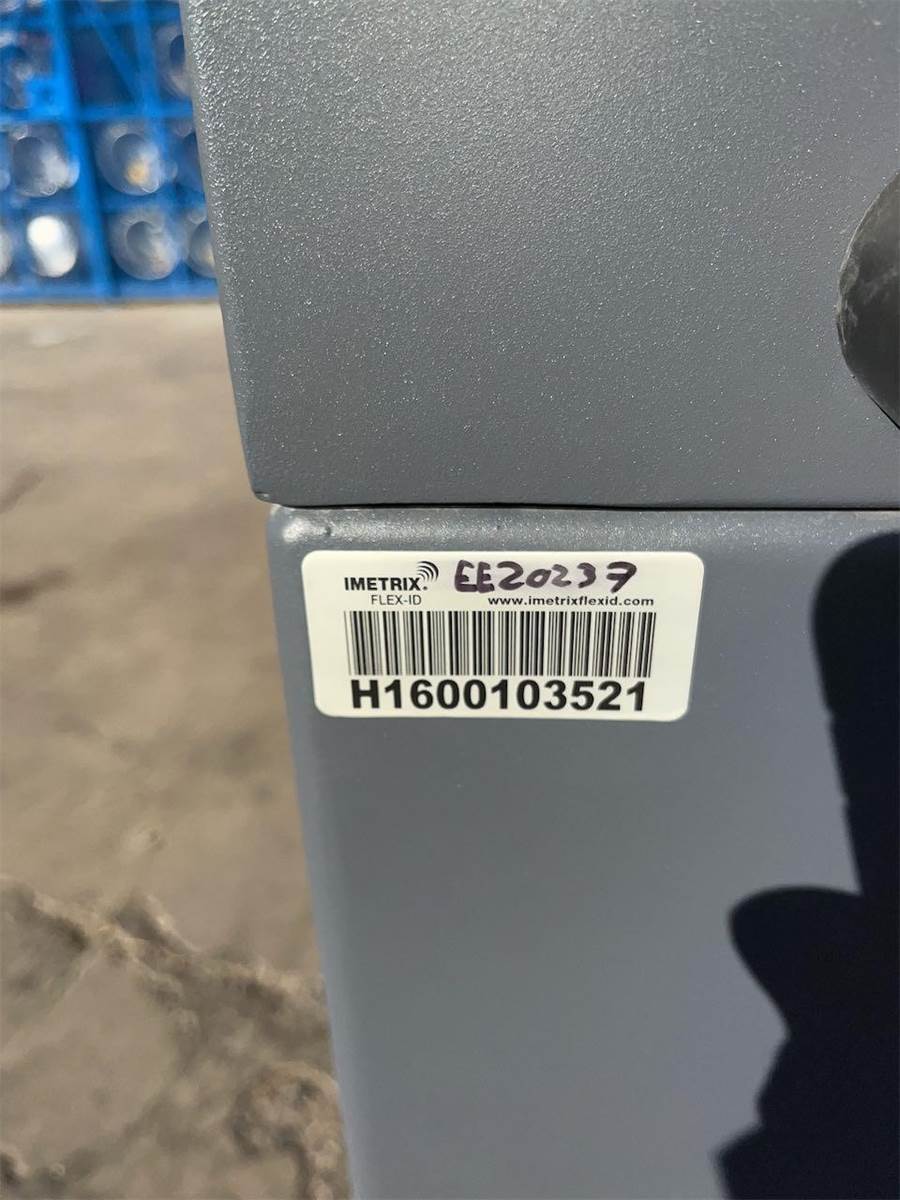 IMETRIX. EE20237
FLEX-ID www.imetrixflexid.com
H1600103521